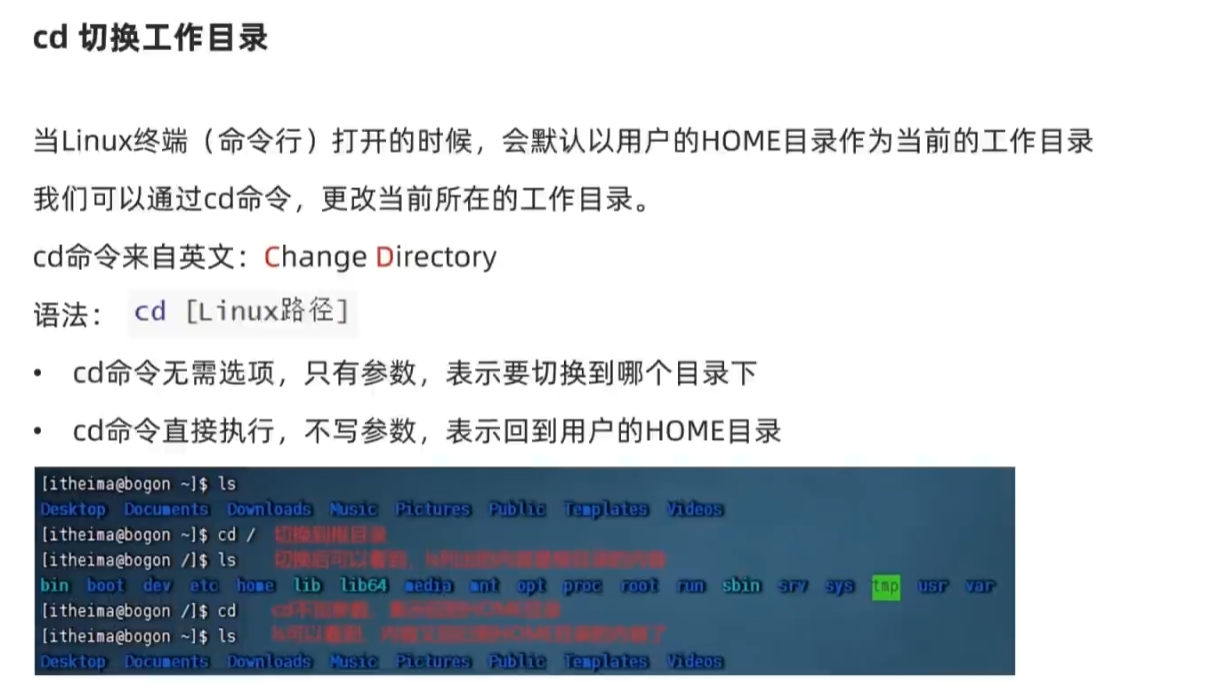 cd 切换工作目录
当Linux终端（命令行）打开的时候，会默认以用户的HOME目录作为当前的工作目录
我们可以通过cd命令，更改当前所在的工作目录。
cd命令来自英文：Change Directory
语法： cd [Linux路径]
• cd命令无需选项，只有参数，表示要切换到哪个目录下
• cd命令直接执行，不写参数，表示回到用户的HOME目录
[itheima@bogon ~]$ ls
Desktop Documents Downloads Music Pictures Public Templates Videos
[itheima@bogon ~]$ cd / 切换到根目录
[itheima@bogon /]$ ls 切换后可以看到，ls列出的内容是根目录的内容
bin boot dev etc home lib lib64 media mnt opt proc root run sbin srv sys tmp usr var
[itheima@bogon /]$ cd cd不加参数，表示回到HOME目录
[itheima@bogon ~]$ ls ls可以看到，内容又回到HOME目录的内容了
Desktop Documents Downloads Music Pictures Public Templates Videos